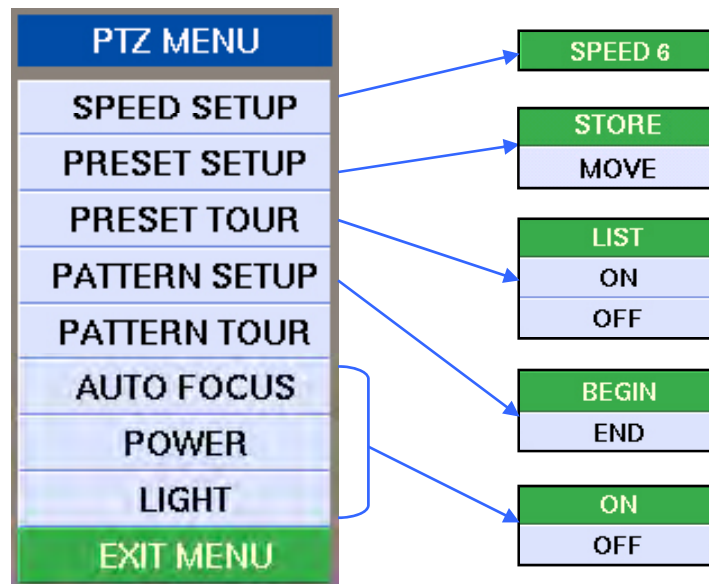 PTZ MENU
SPEED SETUP
PRESET SETUP
PRESET TOUR
PATTERN SETUP
PATTERN TOUR
AUTO FOCUS
POWER
LIGHT
EXIT MENU
SPEED 6
STORE
MOVE
LIST
ON
OFF
BEGIN
END
ON
OFF